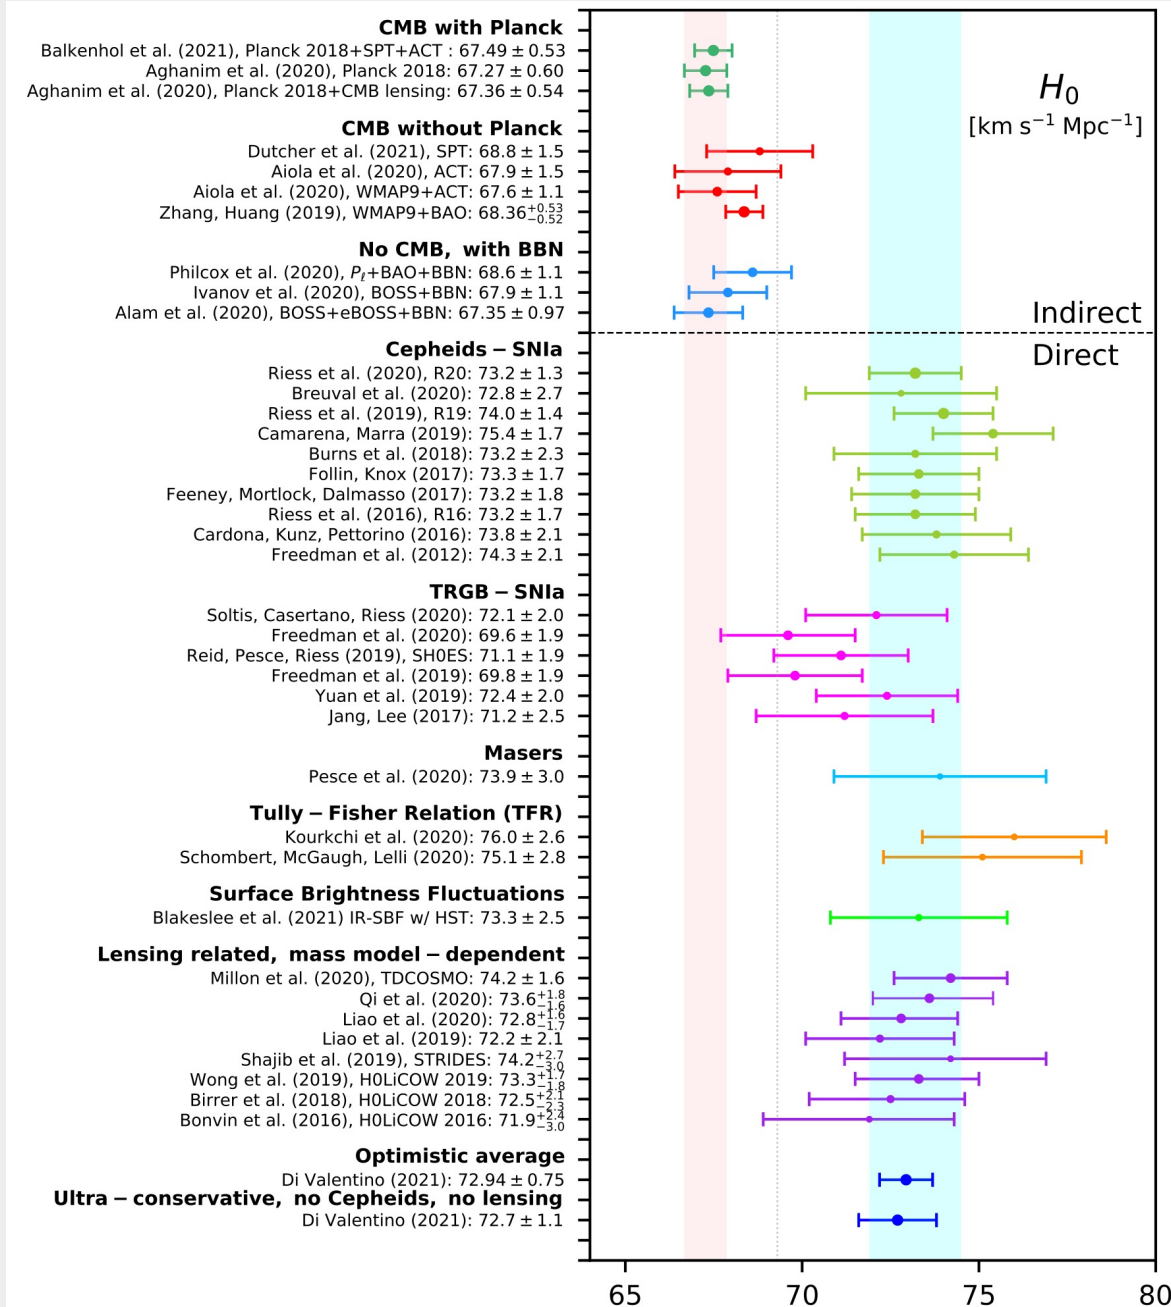 CMB with Planck
Balkenhol et al. (2021), Planck 2018+SPT+ACT : 67.49 ± 0.53
Aghanim et al. (2020), Planck 2018: 67.27 ± 0.60
Aghanim et al. (2020), Planck 2018+CMB lensing: 67.36 ± 0.54
H₀
[km s⁻¹ Mpc⁻¹]
CMB without Planck
Dutcher et al. (2021), SPT: 68.8 ± 1.5
Aiola et al. (2020), ACT: 67.9 ± 1.5
Aiola et al. (2020), WMAP9+ACT: 67.6 ± 1.1
Zhang, Huang (2019), WMAP9+BAO: 68.36+0.53−0.52
No CMB, with BBN
Philcox et al. (2020), Pℓ+BAO+BBN: 68.6 ± 1.1
Ivanov et al. (2020), BOSS+BBN: 67.9 ± 1.1
Alam et al. (2020), BOSS+eBOSS+BBN: 67.35 ± 0.97
Indirect
Direct
Cepheids − SNIa
Riess et al. (2020), R20: 73.2 ± 1.3
Breuval et al. (2020): 72.8 ± 2.7
Riess et al. (2019), R19: 74.0 ± 1.4
Camarena, Marra (2019): 75.4 ± 1.7
Burns et al. (2018): 73.2 ± 2.3
Follin, Knox (2017): 73.3 ± 1.7
Feeney, Mortlock, Dalmasso (2017): 73.2 ± 1.8
Riess et al. (2016), R16: 73.2 ± 1.7
Cardona, Kunz, Pettorino (2016): 73.8 ± 2.1
Freedman et al. (2012): 74.3 ± 2.1
TRGB − SNIa
Soltis, Casertano, Riess (2020): 72.1 ± 2.0
Freedman et al. (2020): 69.6 ± 1.9
Reid, Pesce, Riess (2019), SH0ES: 71.1 ± 1.9
Freedman et al. (2019): 69.8 ± 1.9
Yuan et al. (2019): 72.4 ± 2.0
Jang, Lee (2017): 71.2 ± 2.5
Masers
Pesce et al. (2020): 73.9 ± 3.0
Tully − Fisher Relation (TFR)
Kourkchi et al. (2020): 76.0 ± 2.6
Schombert, McGaugh, Lelli (2020): 75.1 ± 2.8
Surface Brightness Fluctuations
Blakeslee et al. (2021) IR-SBF w/ HST: 73.3 ± 2.5
Lensing related, mass model − dependent
Millon et al. (2020), TDCOSMO: 74.2 ± 1.6
Qi et al. (2020): 73.6+1.8−1.6
Liao et al. (2020): 72.8+1.6−1.7
Liao et al. (2019): 72.2 ± 2.1
Shajib et al. (2019), STRIDES: 74.2+2.7−3.0
Wong et al. (2019), H0LiCOW 2019: 73.3+1.7−1.8
Birrer et al. (2018), H0LiCOW 2018: 72.5+2.1−2.3
Bonvin et al. (2016), H0LiCOW 2016: 71.9+2.4−3.0
Optimistic average
Di Valentino (2021): 72.94 ± 0.75
Ultra − conservative, no Cepheids, no lensing
Di Valentino (2021): 72.7 ± 1.1
65 70 75 80